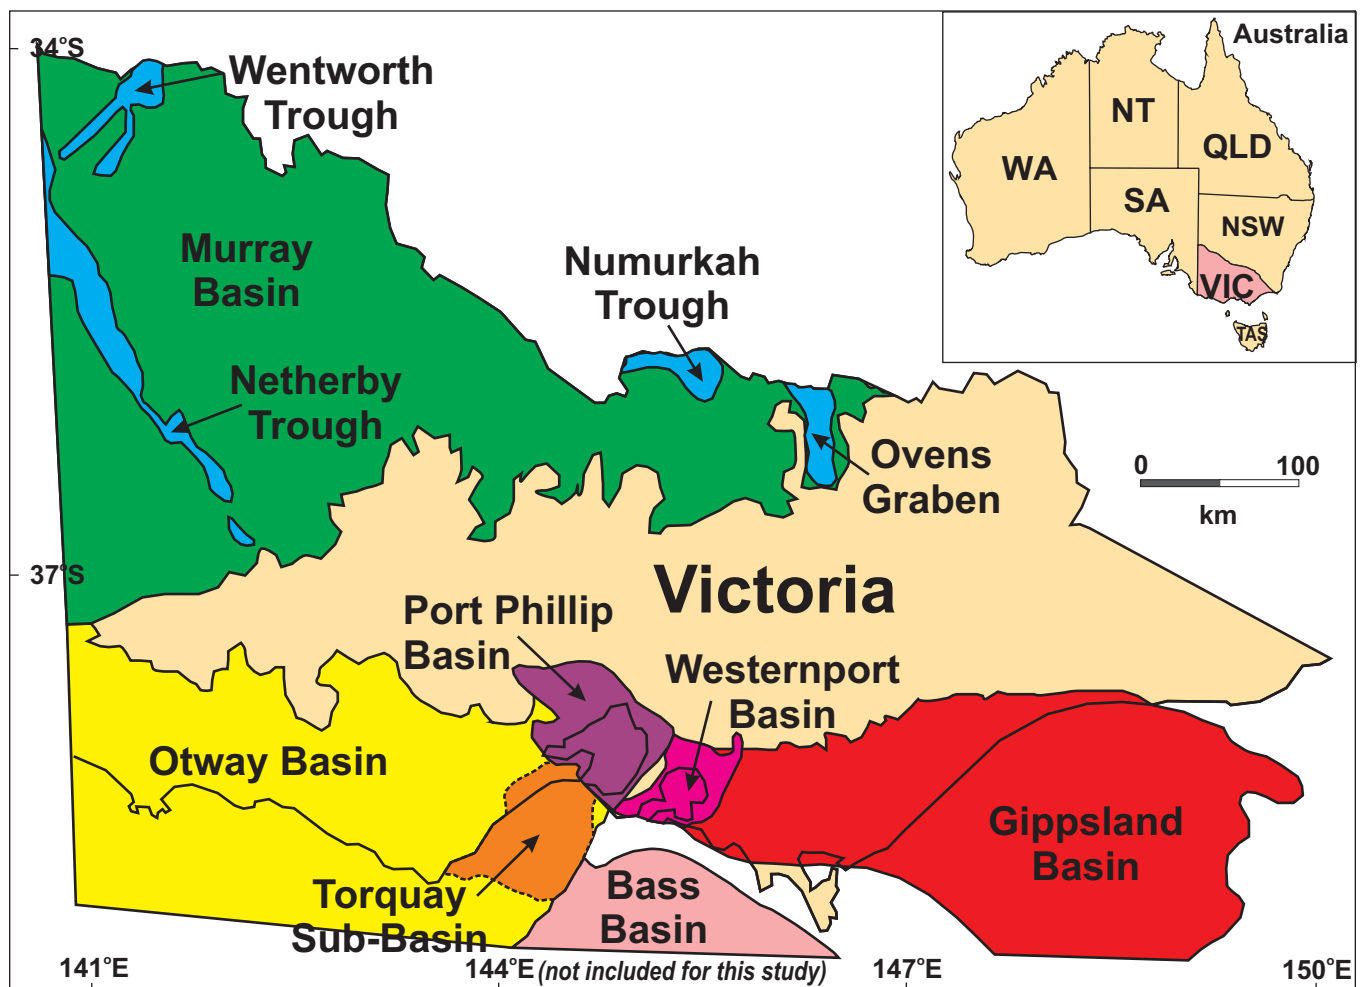 34°S
Wentworth
Trough
Murray
Basin
Numurkah
Trough
Netherby
Trough
Ovens
Graben
Australia
NT
QLD
WA
SA
NSW
VIC
TAS
0
100
km
37°S
Victoria
Port Phillip
Basin
Westernport
Basin
Otway Basin
Gippsland
Basin
Torquay
Sub-Basin
Bass
Basin
(not included for this study)
141°E
144°E
147°E
150°E